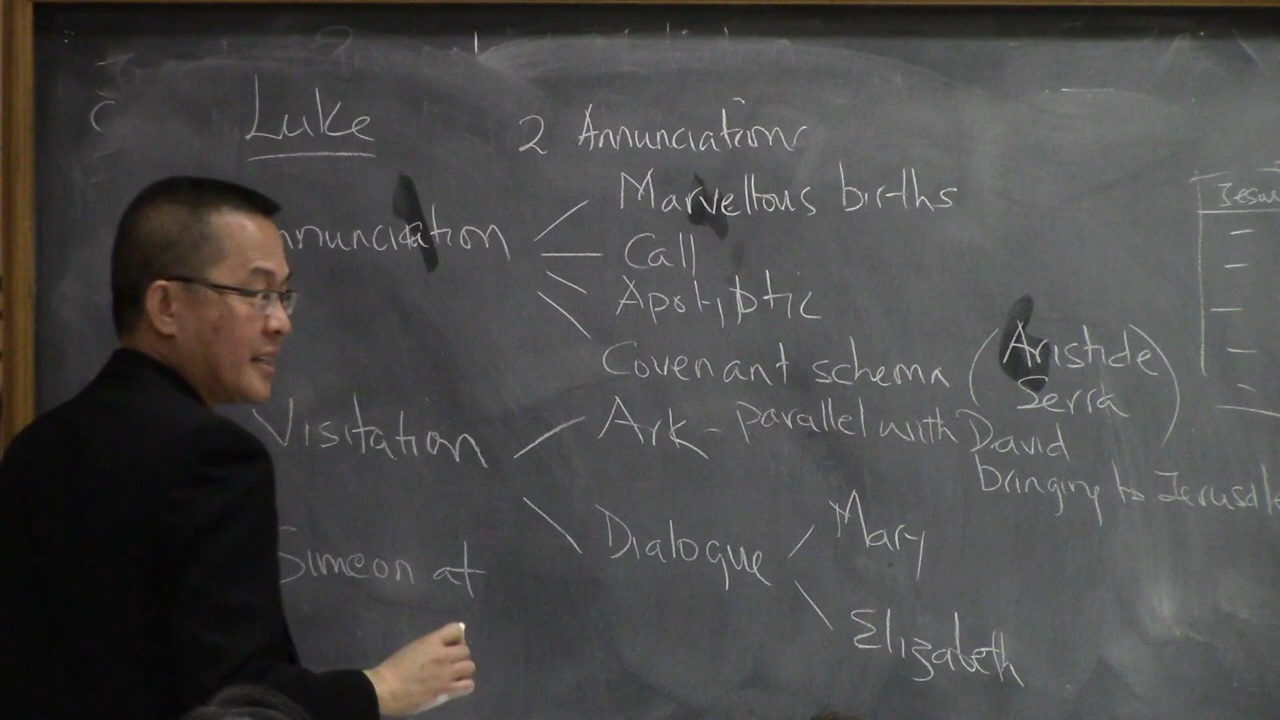 Luke
2 Annunciations
nnunciation
Marvellous births
Call
Covenant schema (Aristide
Serra)
Visitation
Ark - parallel with David
bringing to Jerusale
Simeon at
Dialogue
Mary
Elizabeth
Jesus